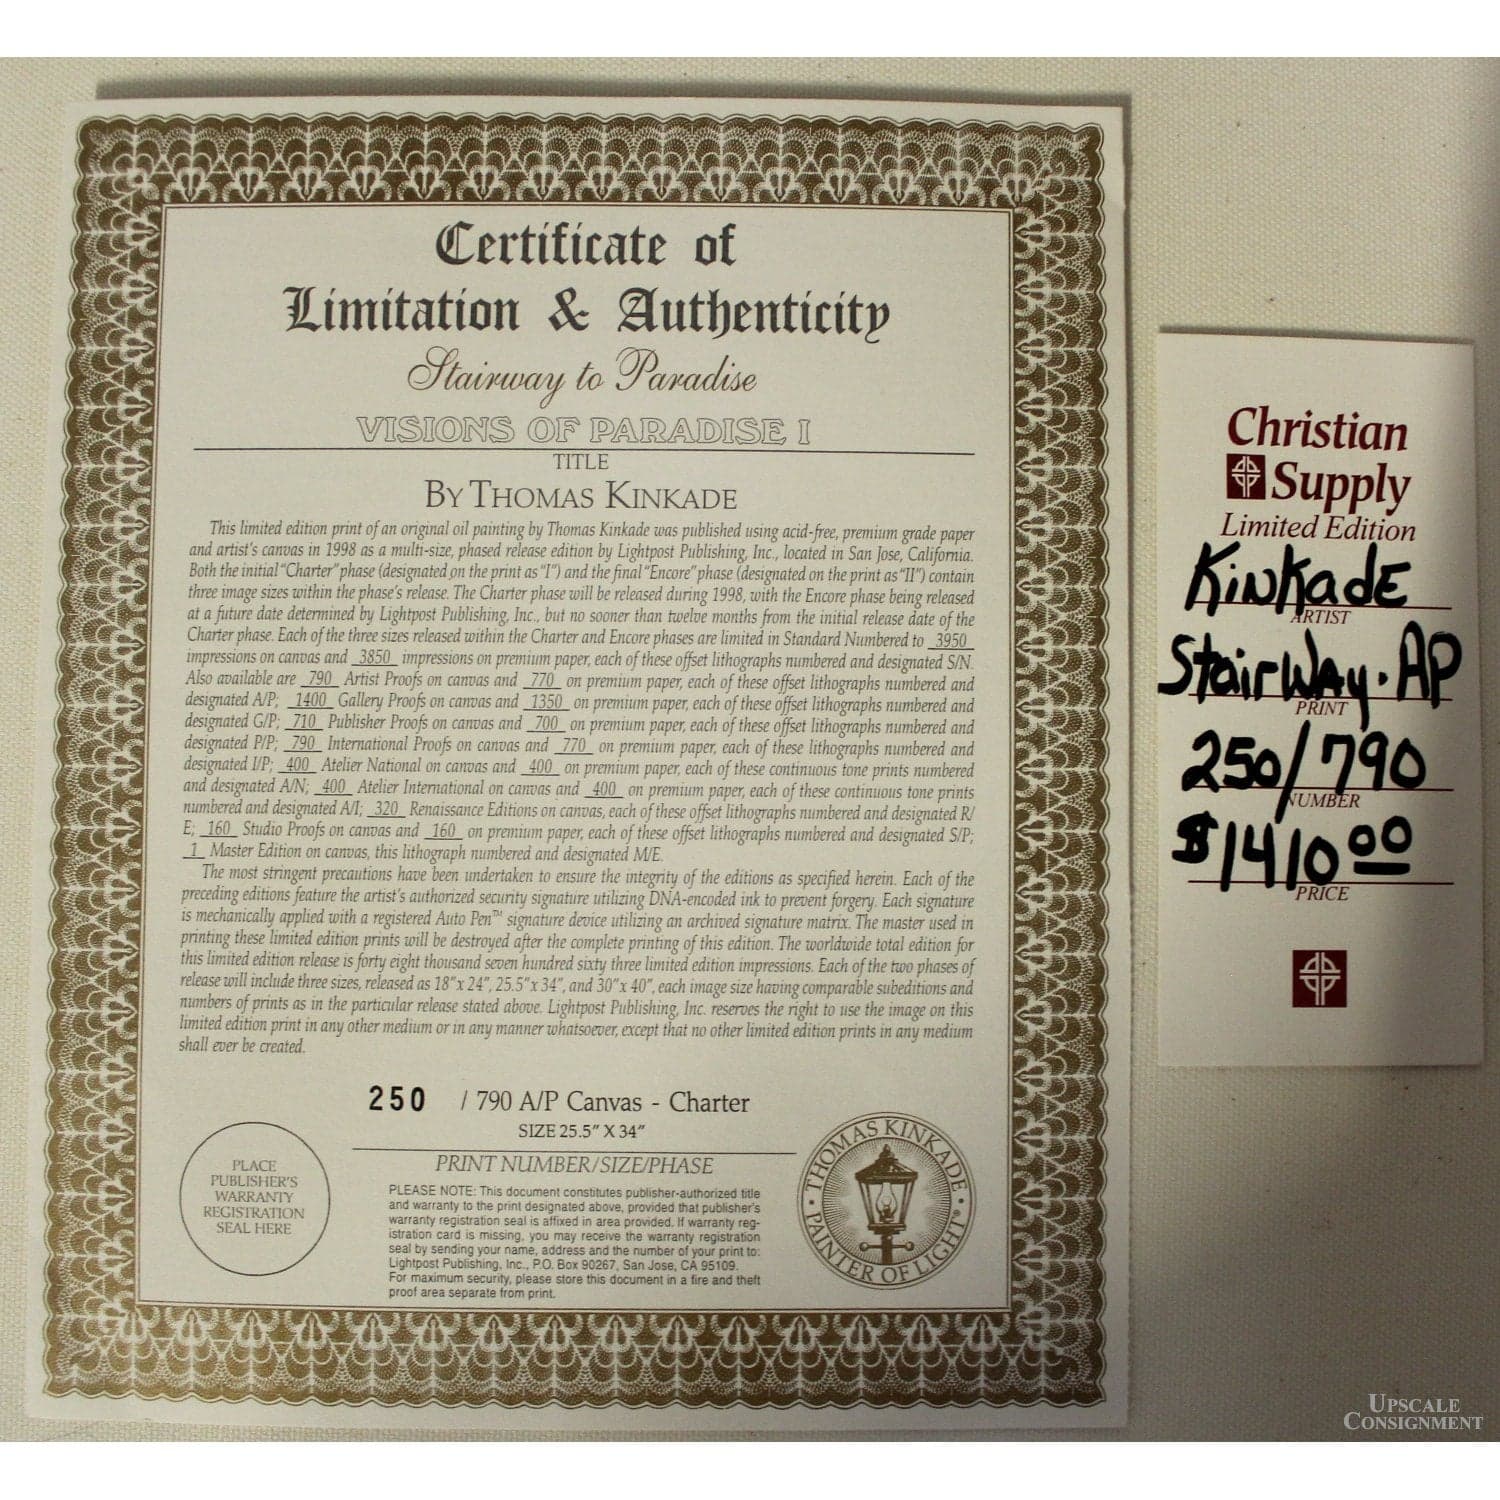 Certificate of
Limitation & Authenticity
Stairway to Paradise
VISIONS OF PARADISE I
TITLE
BY THOMAS KINKADE
This limited edition print of an original oil painting by Thomas Kinkade was published using acid-free, premium grade paper
and artist's canvas in 1998 as a multi-size, phased release edition by Lightpost Publishing, Inc., located in San Jose, California.
Both the initial "Charter" phase (designated on the print as "I") and the final "Encore" phase (designated on the print as "II") contain
three image sizes within the phase's release. The Charter phase will be released during 1998, with the Encore phase being released
at a future date determined by Lightpost Publishing, Inc., but no sooner than twelve months from the initial release date of the
Charter phase. Each of the three sizes released within the Charter and Encore phases are limited in Standard Numbered to 3950
impressions on canvas and 3850 impressions on premium paper, each of these offset lithographs numbered and designated S/N.
Also available are 790 Artist Proofs on canvas and 770 on premium paper, each of these offset lithographs numbered and
designated A/P; 1400 Gallery Proofs on canvas and 1350 on premium paper, each of these offset lithographs numbered and
designated G/P; 710 Publisher Proofs on canvas and 700 on premium paper, each of these offset lithographs numbered and
designated P/P; 790 International Proofs on canvas and 770 on premium paper, each of these lithographs numbered and
designated I/P; 400 Atelier National on canvas and 400 on premium paper, each of these continuous tone prints numbered
and designated A/N; 400 Atelier International on canvas and 400 on premium paper, each of these continuous tone prints
numbered and designated A/I; 320 Renaissance Editions on canvas, each of these offset lithographs numbered and designated R/
E; 160 Studio Proofs on canvas and 160 on premium paper, each of these offset lithographs numbered and designated S/P;
1 Master Edition on canvas, this lithograph numbered and designated M/E.
The most stringent precautions have been undertaken to ensure the integrity of the editions as specified herein. Each of the
preceding editions feature the artist's authorized security signature utilizing DNA-encoded ink to prevent forgery. Each signature
is mechanically applied with a registered Auto Pen™ signature device utilizing an archived signature matrix. The master used in
printing these limited edition prints will be destroyed after the complete printing of this edition. The worldwide total edition for
this limited edition release is forty eight thousand seven hundred sixty three limited edition impressions. Each of the two phases of
release will include three sizes, released as 18"x 24", 25.5"x 34", and 30"x 40", each image size having comparable subeditions and
numbers of prints as in the particular release stated above. Lightpost Publishing, Inc. reserves the right to use the image on this
limited edition print in any other medium or in any manner whatsoever, except that no other limited edition prints in any medium
shall ever be created.
250 / 790 A/P Canvas - Charter
SIZE 25.5" X 34"
PRINT NUMBER/SIZE/PHASE
PLACE
PUBLISHER'S
WARRANTY
REGISTRATION
SEAL HERE
PLEASE NOTE: This document constitutes publisher-authorized title
and warranty to the print designated above, provided that publisher's
warranty registration seal is affixed in area provided. If warranty reg-
istration card is missing, you may receive the warranty registration
seal by sending your name, address and the number of your print to:
Lightpost Publishing, Inc., P.O. Box 90267, San Jose, CA 95109.
For maximum security, please store this document in a fire and theft
proof area separate from print.
THOMAS KINKADE
PAINTER OF LIGHT®
Christian
Supply
Limited Edition
KinKadE
ARTIST
StairWAy · AP
PRINT
250/790
NUMBER
$1410 00
PRICE
UPSCALE
CONSIGNMENT